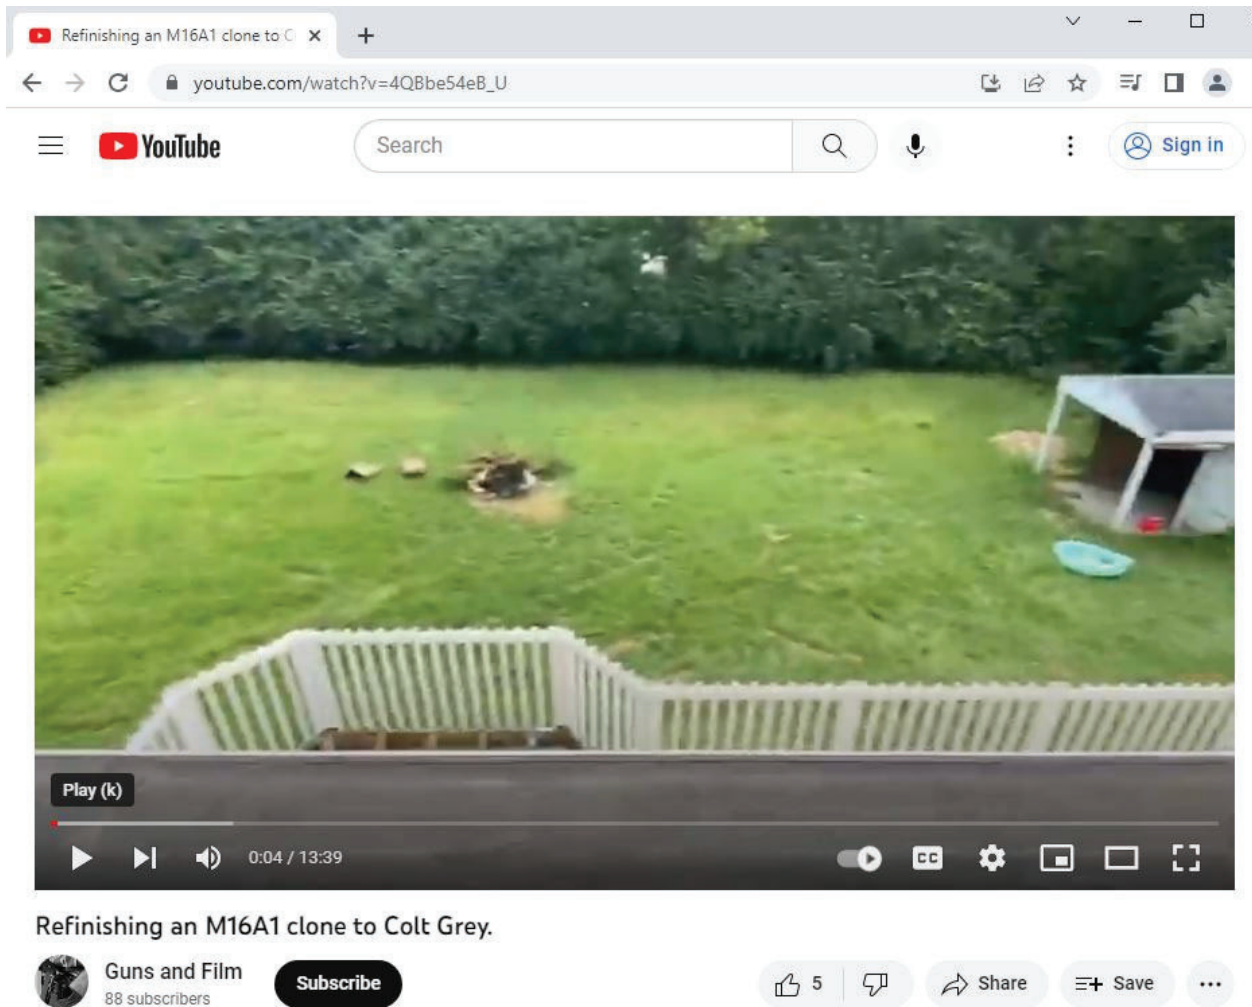 Refinishing an M16A1 clone to C
youtube.com/watch?v=4QBbe54eB_U
YouTube
Search
Sign in
Play (k)
0:04 / 13:39
CC
Refinishing an M16A1 clone to Colt Grey.
Guns and Film
88 subscribers
Subscribe
5
Share
Save